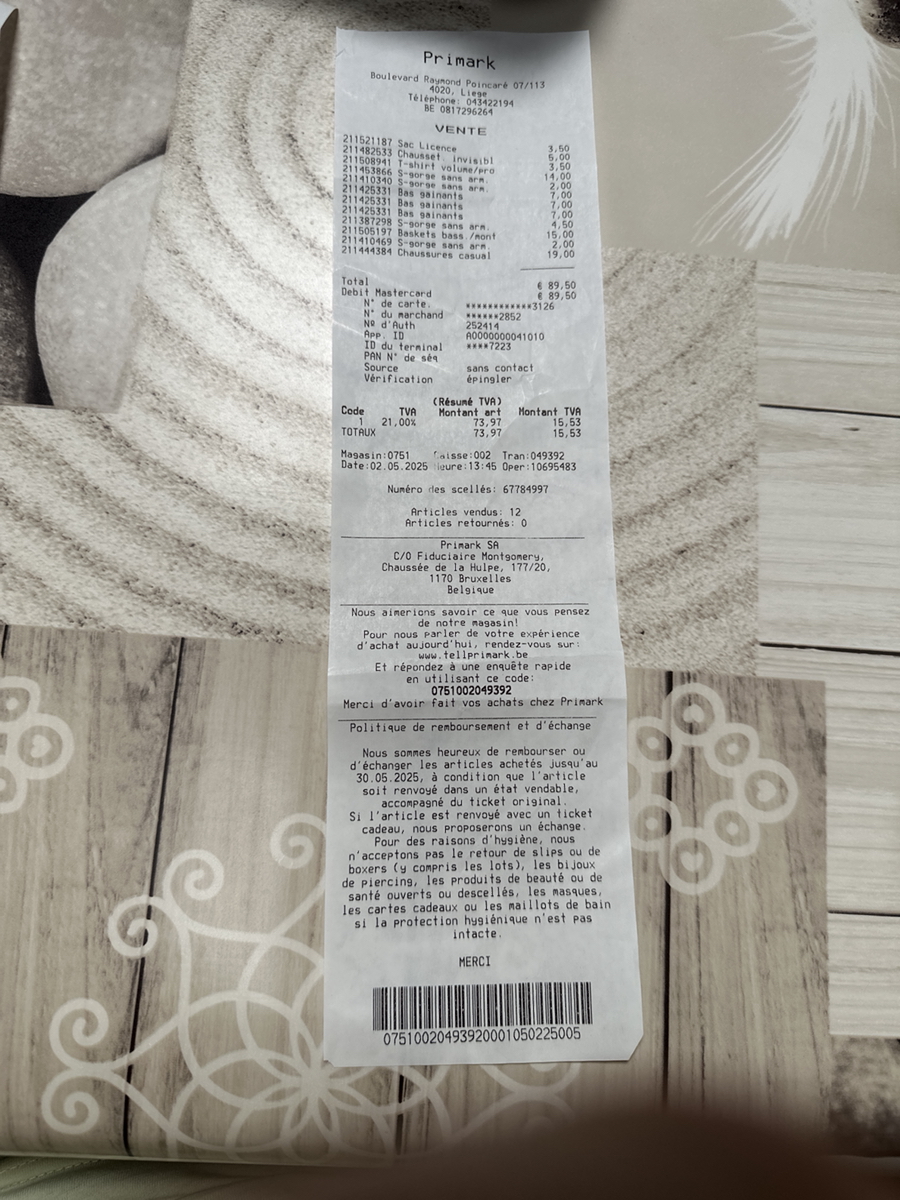 Primark
Boulevard Raymond Poincaré 07/113
4020, Liege
Téléphone: 043422194
BE 0817296264
VENTE
211521187 Sac Licence 3,50
211482533 Chausset. invisibl 5,00
211508941 T-shirt volume/pro 3,50
211453866 S-gorge sans arm. 14,00
211410340 S-gorge sans arm. 2,00
211425331 Bas gainants 7,00
211425331 Bas gainants 7,00
211425331 Bas gainants 7,00
211387298 S-gorge sans arm. 4,50
211505197 Baskets bass./mont 15,00
211410469 S-gorge sans arm. 2,00
211444384 Chaussures casual 19,00
Total € 89,50
Debit Mastercard € 89,50
N° de carte. ************3126
N° du marchand ******2852
Nº d'Auth 252414
App. ID A0000000041010
ID du terminal ****7223
PAN N° de séq
Source sans contact
Vérification épingler
(Résumé TVA)
Code TVA Montant art Montant TVA
1 21,00% 73,97 15,53
TOTAUX 73,97 15,53
Magasin:0751 Caisse:002 Tran:049392
Date:02.05.2025 Heure:13:45 Oper:10695483
Numéro des scellés: 67784997
Articles vendus: 12
Articles retournés: 0
Primark SA
C/O Fiduciaire Montgomery,
Chaussée de la Hulpe, 177/20,
1170 Bruxelles
Belgique
Nous aimerions savoir ce que vous pensez
de notre magasin!
Pour nous parler de votre expérience
d'achat aujourd'hui, rendez-vous sur:
www.tellprimark.be
Et répondez à une enquête rapide
en utilisant ce code:
0751002049392
Merci d'avoir fait vos achats chez Primark
Politique de remboursement et d'échange
Nous sommes heureux de rembourser ou
d'échanger les articles achetés jusqu'au
30.05.2025, à condition que l'article
soit renvoyé dans un état vendable,
accompagné du ticket original.
Si l'article est renvoyé avec un ticket
cadeau, nous proposerons un échange.
Pour des raisons d'hygiène, nous
n'acceptons pas le retour de slips ou de
boxers (y compris les lots), les bijoux
de piercing, les produits de beauté ou de
santé ouverts ou descellés, les masques,
les cartes cadeaux ou les maillots de bain
si la protection hygiénique n'est pas
intacte.
MERCI
07510020493920001050225005